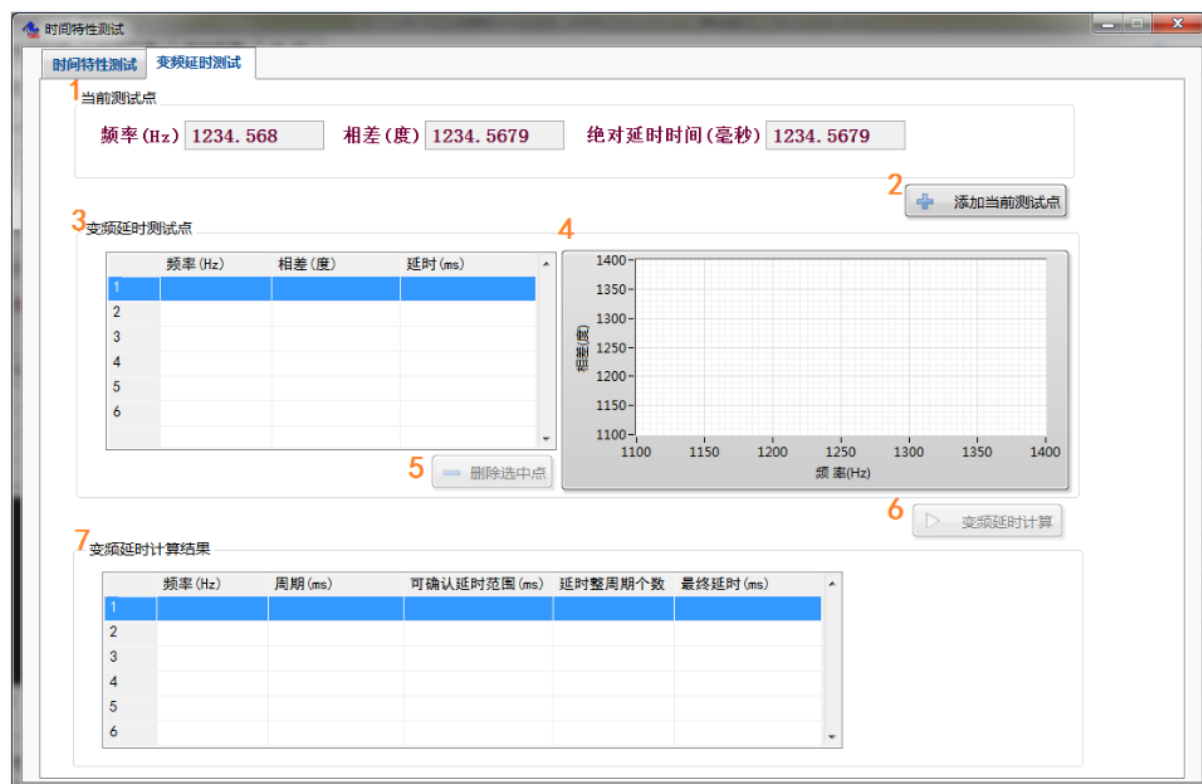 时间特性测试
时间特性测试 变频延时测试
1
当前测试点
频率(Hz) 1234.568 相差(度) 1234.5679 绝对延时时间(毫秒) 1234.5679
2 添加当前测试点
3
变频延时测试点
频率(Hz) 相差(度) 延时(ms)
1
2
3
4
5
6
5 删除选中点
4
相差(度)
1400
1350
1300
1250
1200
1150
1100
1100 1150 1200 1250 1300 1350 1400
频 率(Hz)
6 变频延时计算
7
变频延时计算结果
频率(Hz) 周期(ms) 可确认延时范围(ms) 延时整周期个数 最终延时(ms)
1
2
3
4
5
6